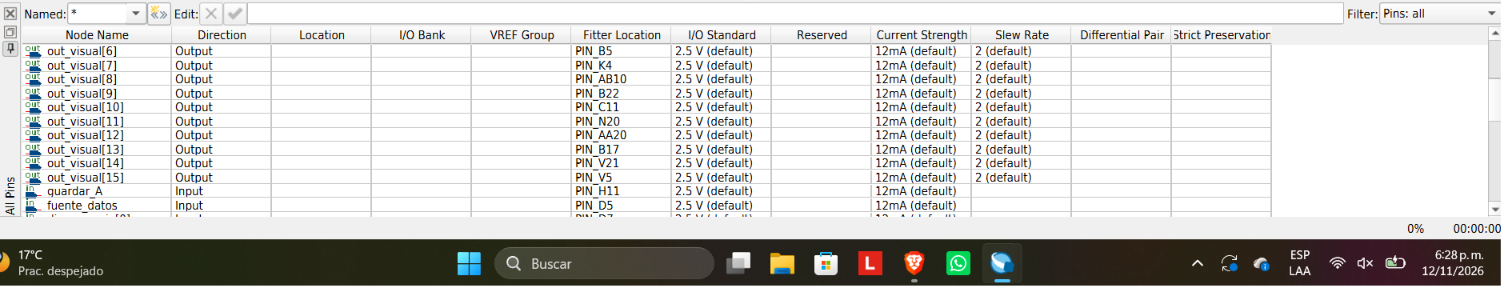 Named: * «» Edit: Filter: Pins: all
Node Name Direction Location I/O Bank VREF Group Fitter Location I/O Standard Reserved Current Strength Slew Rate Differential Pair Strict Preservation
out_visual[6] Output PIN_B5 2.5 V (default) 12mA (default) 2 (default)
out_visual[7] Output PIN_K4 2.5 V (default) 12mA (default) 2 (default)
out_visual[8] Output PIN_AB10 2.5 V (default) 12mA (default) 2 (default)
out_visual[9] Output PIN_B22 2.5 V (default) 12mA (default) 2 (default)
out_visual[10] Output PIN_C11 2.5 V (default) 12mA (default) 2 (default)
out_visual[11] Output PIN_N20 2.5 V (default) 12mA (default) 2 (default)
out_visual[12] Output PIN_AA20 2.5 V (default) 12mA (default) 2 (default)
out_visual[13] Output PIN_B17 2.5 V (default) 12mA (default) 2 (default)
out_visual[14] Output PIN_V21 2.5 V (default) 12mA (default) 2 (default)
out_visual[15] Output PIN_V5 2.5 V (default) 12mA (default) 2 (default)
guardar_A Input PIN_H11 2.5 V (default) 12mA (default)
fuente_datos Input PIN_D5 2.5 V (default) 12mA (default)
PIN_D7 2.5 V (default) 12mA (default)
All Pins
0% 00:00:00
17°C
Prac. despejado
Buscar
L
ESP
LAA
6:28 p. m.
12/11/2026